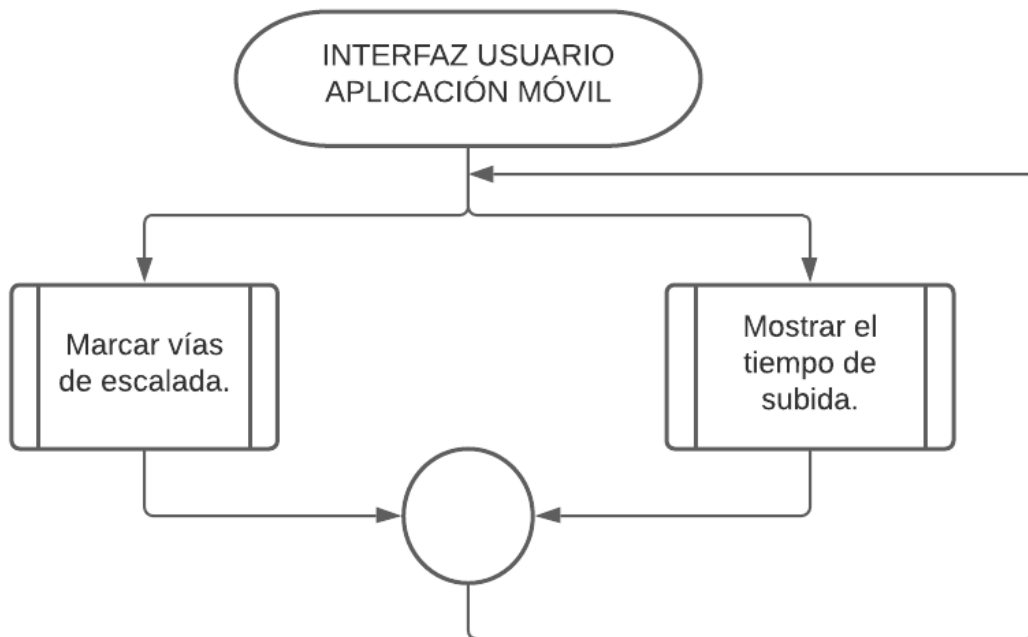 INTERFAZ USUARIO
APLICACIÓN MÓVIL
Marcar vías
de escalada.
Mostrar el
tiempo de
subida.